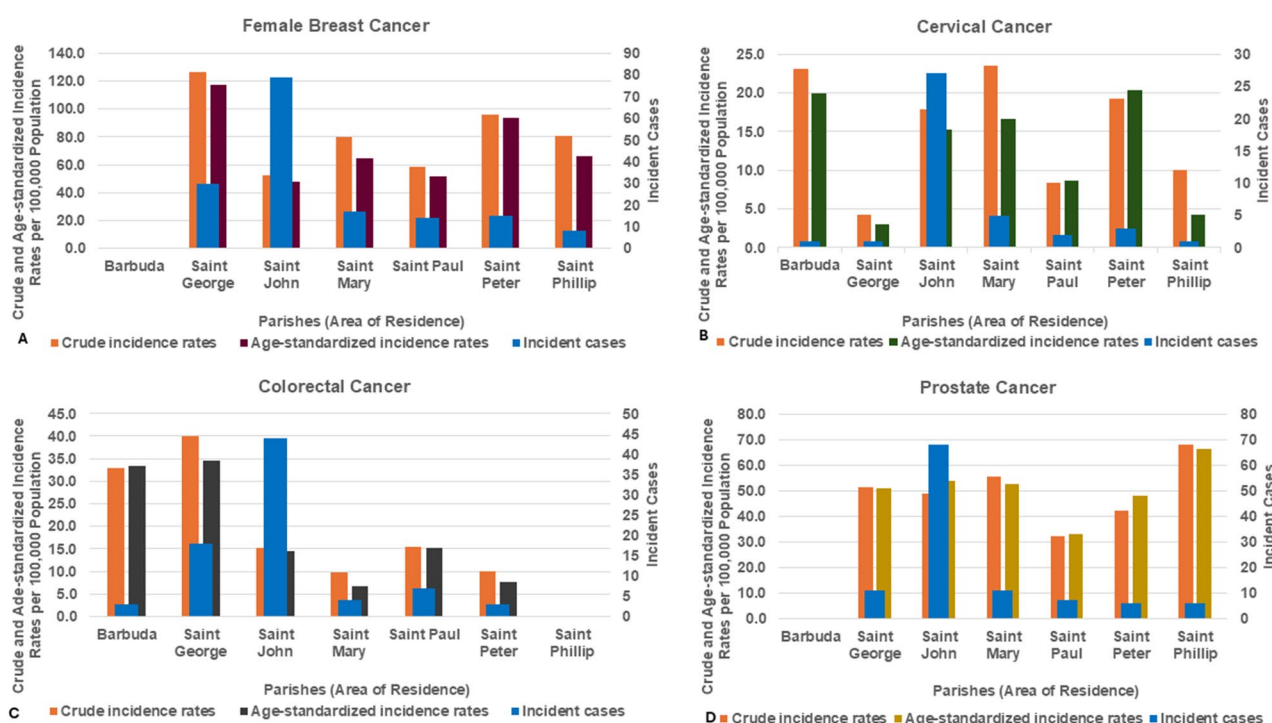 Female Breast Cancer
Crude and Age-standardized Incidence
Rates per 100,000 Population
140.0
120.0
100.0
80.0
60.0
40.0
20.0
0.0
90
80
70
60
50
40
30
20
10
0
Incident Cases
Barbuda
Saint
George
Saint
John
Saint
Mary
Saint Paul
Saint
Peter
Saint
Phillip
Parishes (Area of Residence)
A
Crude incidence rates
Age-standardized incidence rates
Incident cases
Cervical Cancer
Crude and Age-standardized Incidence
Rates per 100,000 Population
25.0
20.0
15.0
10.0
5.0
0.0
30
25
20
15
10
5
0
Incident Cases
Barbuda
Saint
George
Saint
John
Saint
Mary
Saint
Paul
Saint
Peter
Saint
Phillip
Parishes (Area of Residence)
B
Crude incidence rates
Age-standardized incidence rates
Incident cases
Colorectal Cancer
Crude and Ade-standardized Incidence
Rates per 100,000 Population
45.0
40.0
35.0
30.0
25.0
20.0
15.0
10.0
5.0
0.0
50
45
40
35
30
25
20
15
10
5
0
Incident Cases
Barbuda
Saint
George
Saint
John
Saint
Mary
Saint Paul
Saint
Peter
Saint
Phillip
Parishes (Area of Residence)
C
Crude incidence rates
Age-standardized incidence rates
Incident cases
Prostate Cancer
Crude and Age-standardized Incidence
Rates per 100,000 Population
80.0
70.0
60.0
50.0
40.0
30.0
20.0
10.0
0.0
80
70
60
50
40
30
20
10
0
Incident Cases
Barbuda
Saint
George
Saint
John
Saint
Mary
Saint
Paul
Saint
Peter
Saint
Phillip
Parishes (Area of Residence)
D
Crude incidence rates
Age-standardized incidence rates
Incident cases